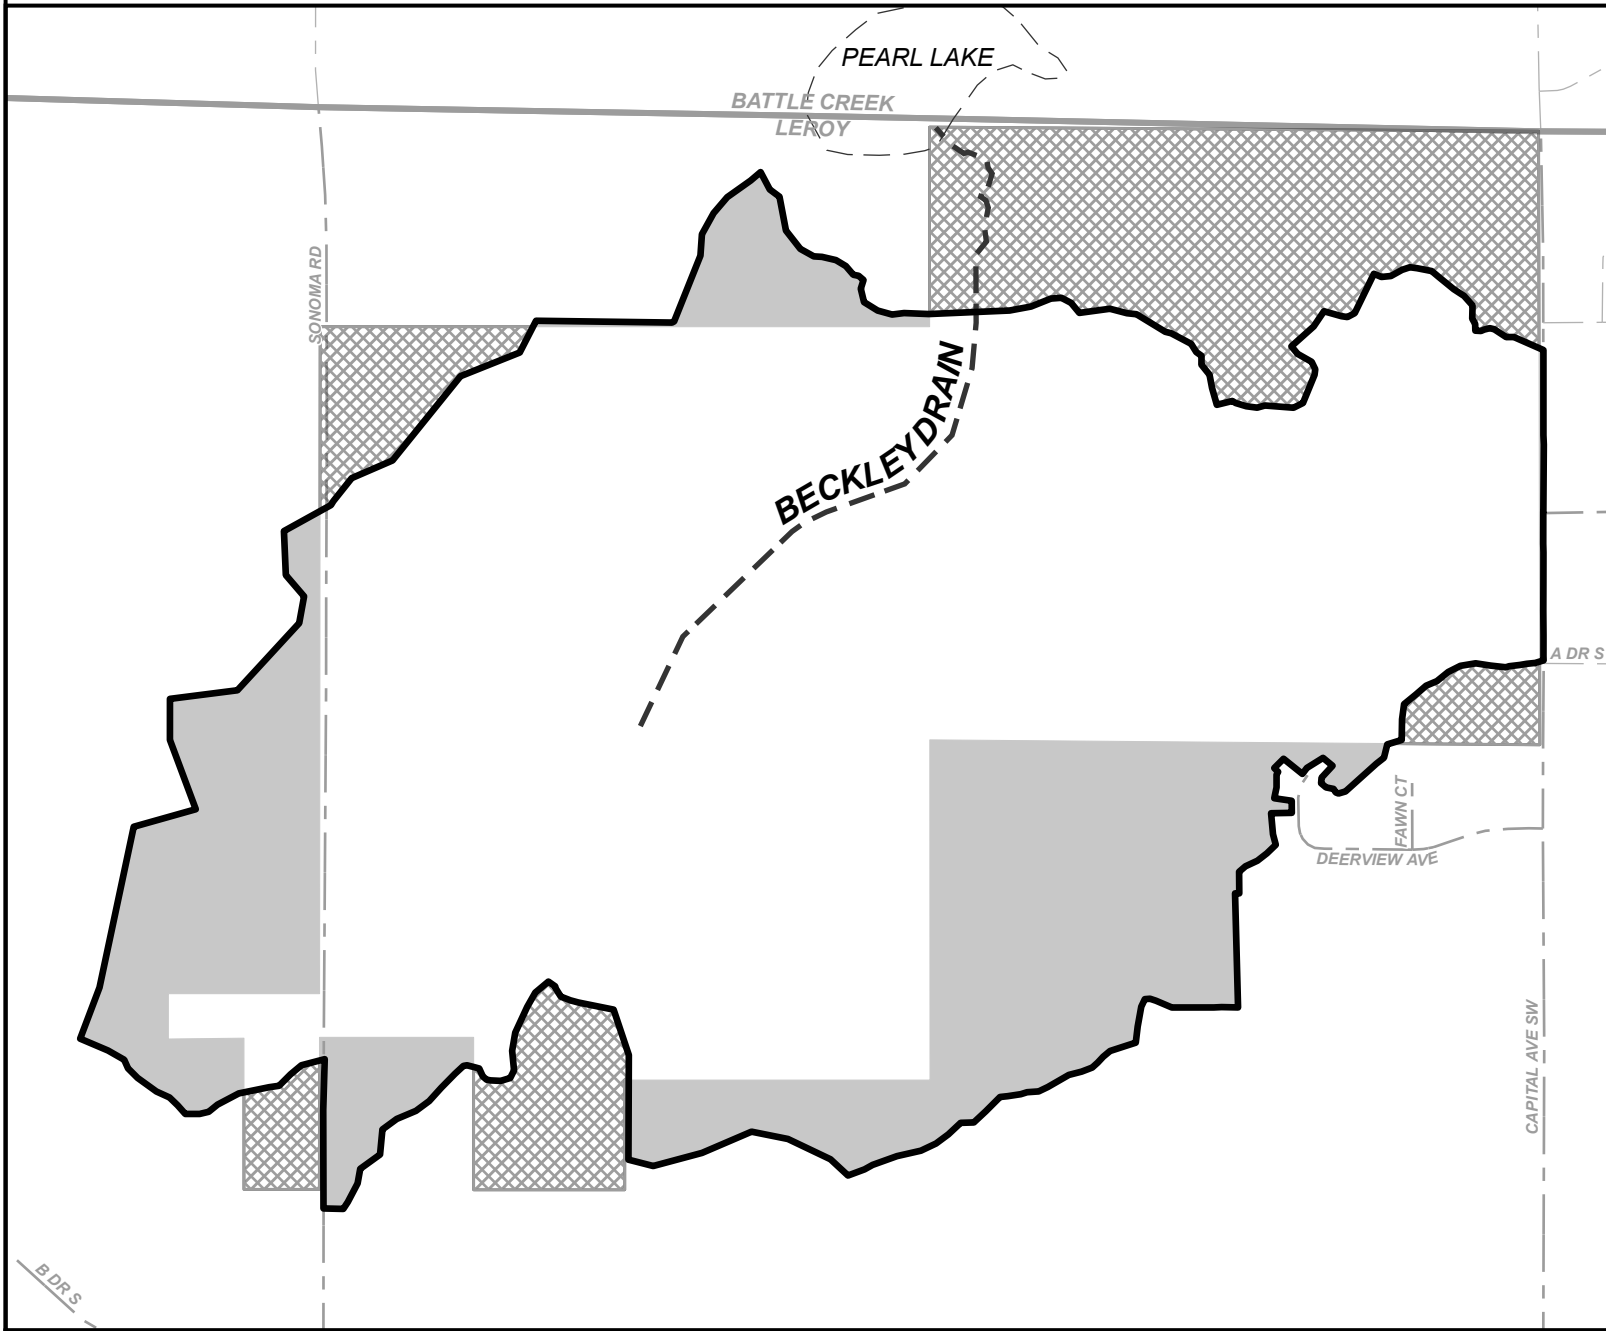 PEARL LAKE
BATTLE CREEK
LEROY
SONOMA RD
BECKLEY DRAIN
A DR S
FAWN CT
DEERVIEW AVE
CAPITAL AVE SW
B DR S